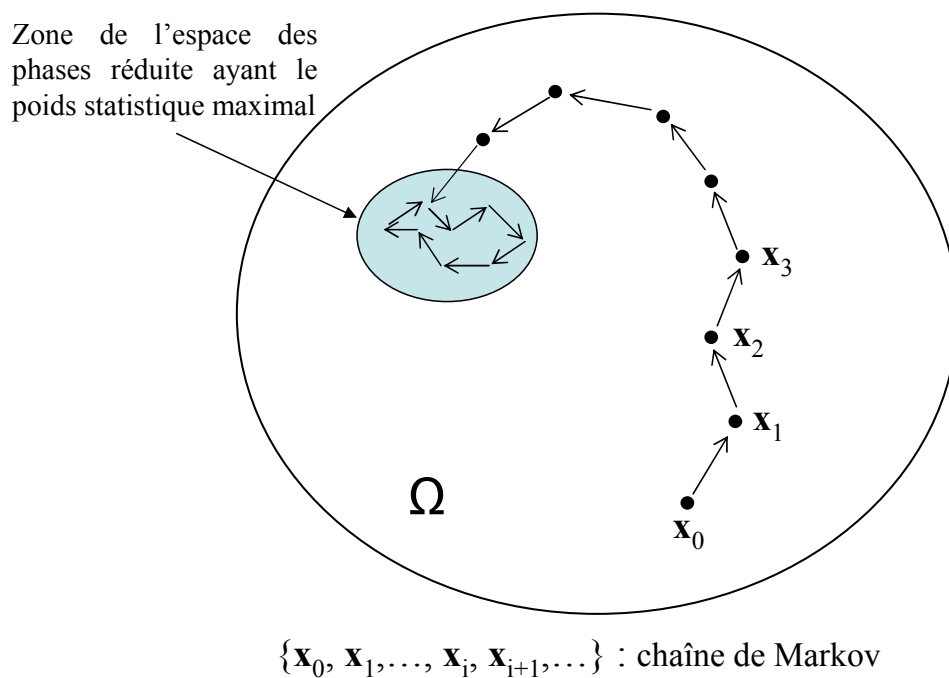 Zone de l’espace des
phases réduite ayant le
poids statistique maximal
x₃
x₂
x₁
Ω
x₀
{x₀, x₁,…, xᵢ, xᵢ₊₁,…} : chaîne de Markov